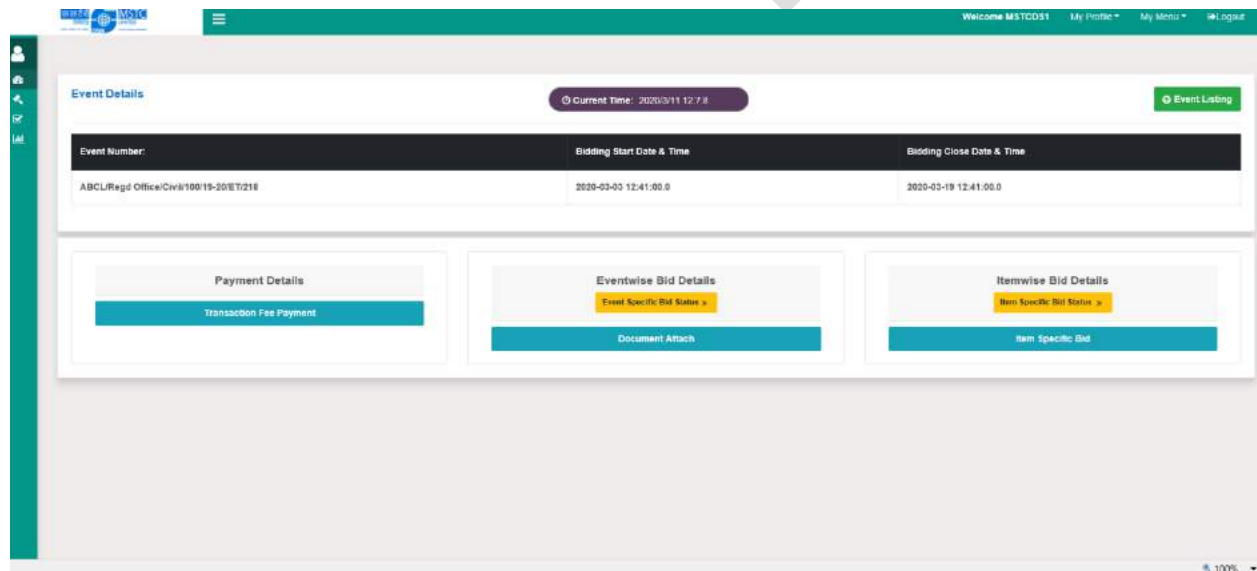 MSTC
Welcome MSTCDS1 My Profile My Menu Logout
Event Details
Current Time: 2020/3/11 12:7:8
Event Listing
Event Number: Bidding Start Date & Time Bidding Close Date & Time
ABCL/Regd Office/Civil/100/19-20/ET/218 2020-03-03 12:41:00.0 2020-03-19 12:41:00.0
Payment Details
Transaction Fee Payment
Eventwise Bid Details
Event Specific Bid Status »
Document Attach
Itemwise Bid Details
Item Specific Bid Status »
Item Specific Bid
100%